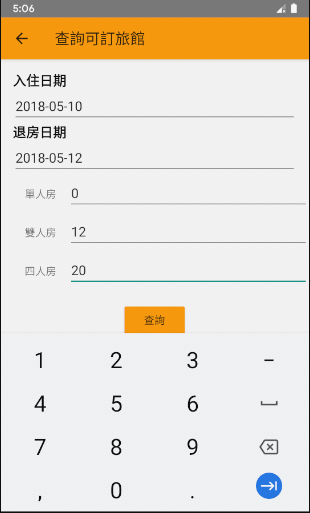 5:06
查詢可訂旅館
入住日期
2018-05-10
退房日期
2018-05-12
單人房 0
雙人房 12
四人房 20
查詢
1 2 3 −
4 5 6
7 8 9
, 0 .